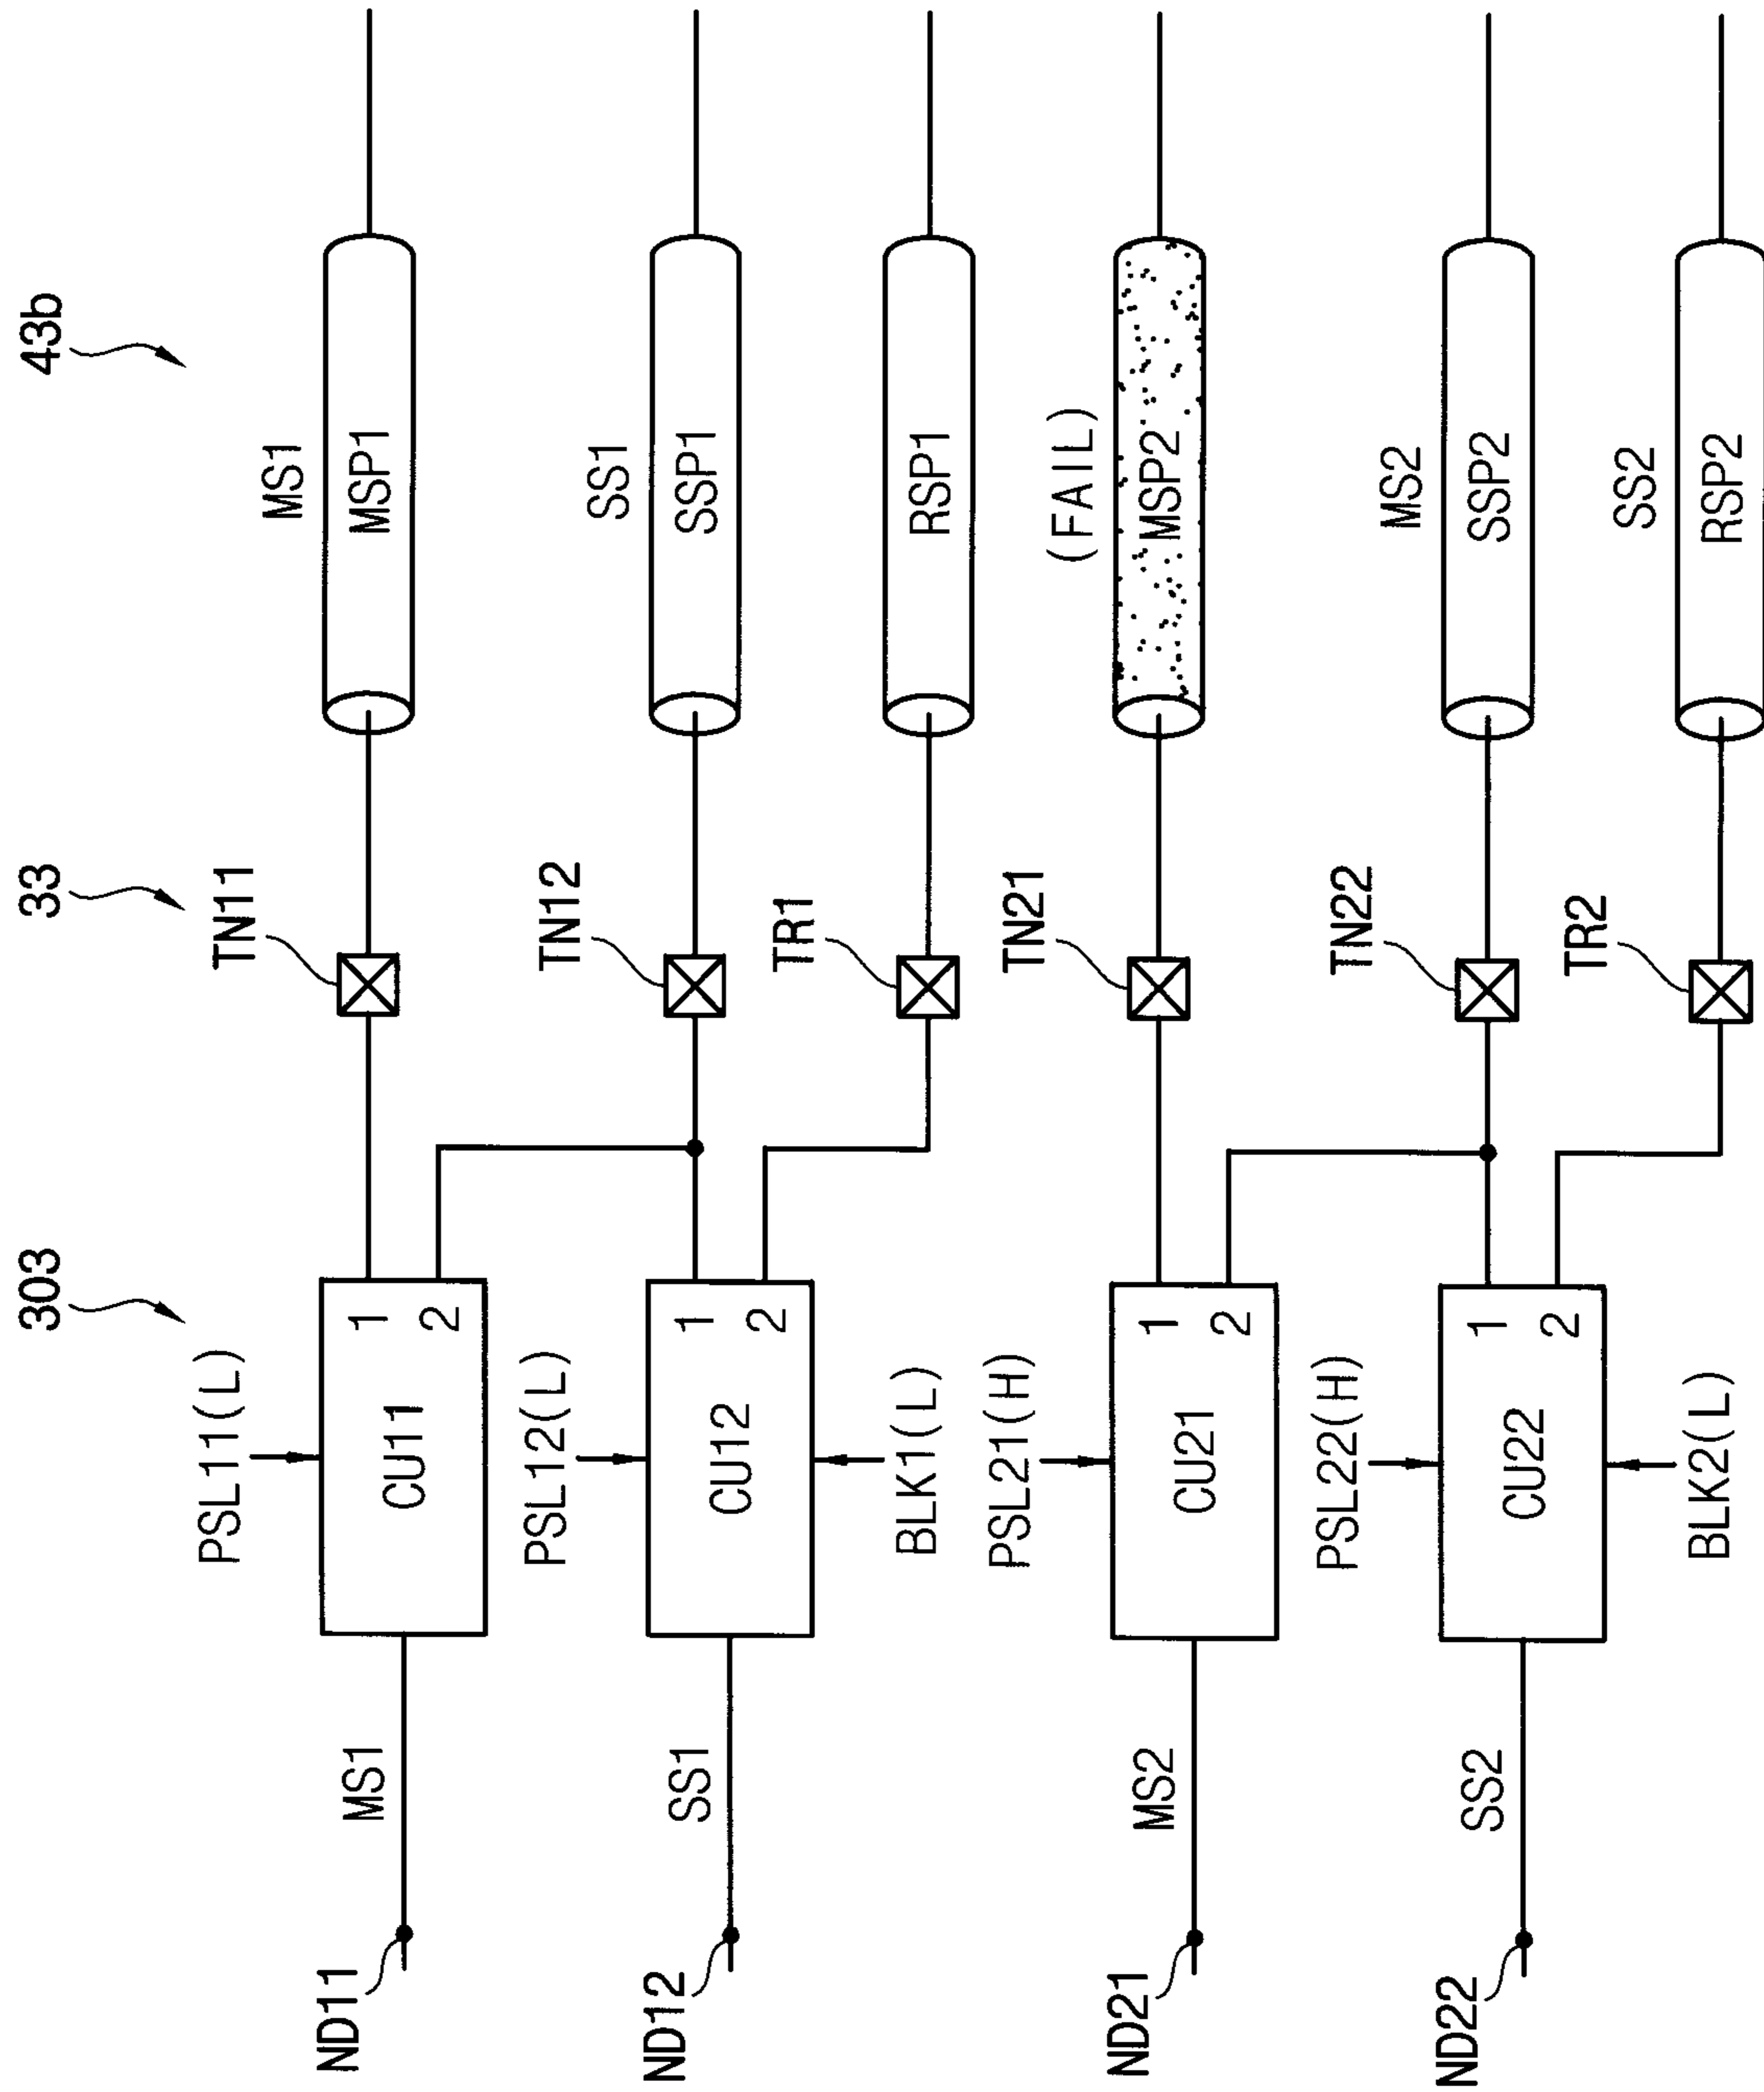 303
33
43b
PSL11(L)
TN11
MS1
ND11
MS1
CU11
1
2
MSP1
PSL12(L)
TN12
SS1
ND12
SS1
CU12
1
2
SSP1
BLK1(L)
TR1
RSP1
PSL21(H)
TN21
(FAIL)
ND21
MS2
CU21
1
2
MSP2
PSL22(H)
TN22
MS2
ND22
SS2
CU22
1
2
SSP2
BLK2(L)
TR2
SS2
RSP2